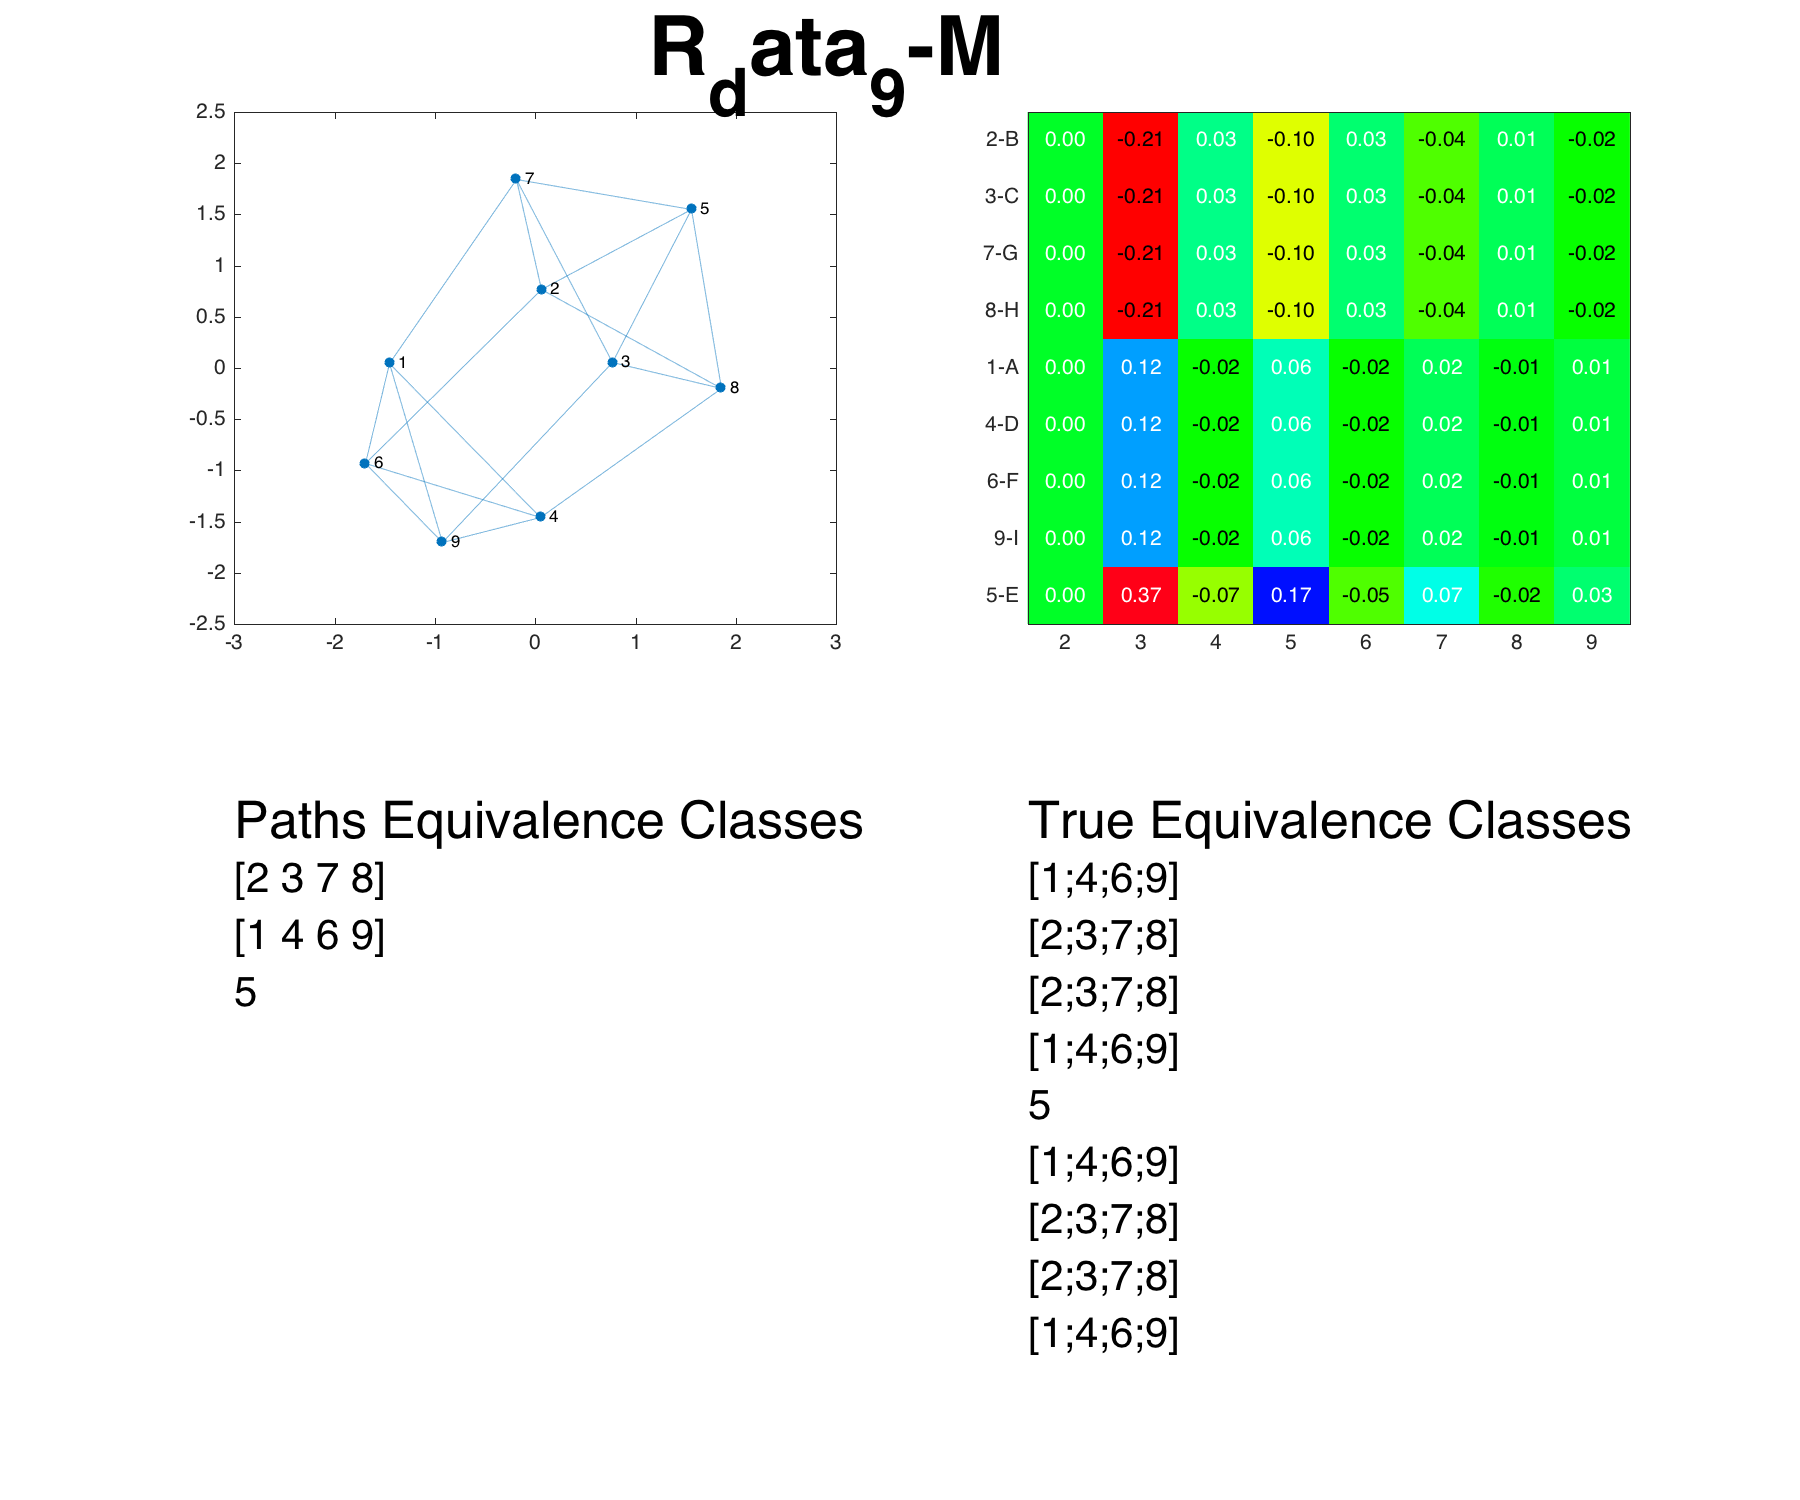 Rdata9-M
2.5
2
1.5
1
0.5
0
-0.5
-1
-1.5
-2
-2.5
-3 -2 -1 0 1 2 3
7
5
2
1
3
8
6
4
9
2-B 0.00 -0.21 0.03 -0.10 0.03 -0.04 0.01 -0.02
3-C 0.00 -0.21 0.03 -0.10 0.03 -0.04 0.01 -0.02
7-G 0.00 -0.21 0.03 -0.10 0.03 -0.04 0.01 -0.02
8-H 0.00 -0.21 0.03 -0.10 0.03 -0.04 0.01 -0.02
1-A 0.00 0.12 -0.02 0.06 -0.02 0.02 -0.01 0.01
4-D 0.00 0.12 -0.02 0.06 -0.02 0.02 -0.01 0.01
6-F 0.00 0.12 -0.02 0.06 -0.02 0.02 -0.01 0.01
9-I 0.00 0.12 -0.02 0.06 -0.02 0.02 -0.01 0.01
5-E 0.00 0.37 -0.07 0.17 -0.05 0.07 -0.02 0.03
2 3 4 5 6 7 8 9
Paths Equivalence Classes
[2 3 7 8]
[1 4 6 9]
5
True Equivalence Classes
[1;4;6;9]
[2;3;7;8]
[2;3;7;8]
[1;4;6;9]
5
[1;4;6;9]
[2;3;7;8]
[2;3;7;8]
[1;4;6;9]